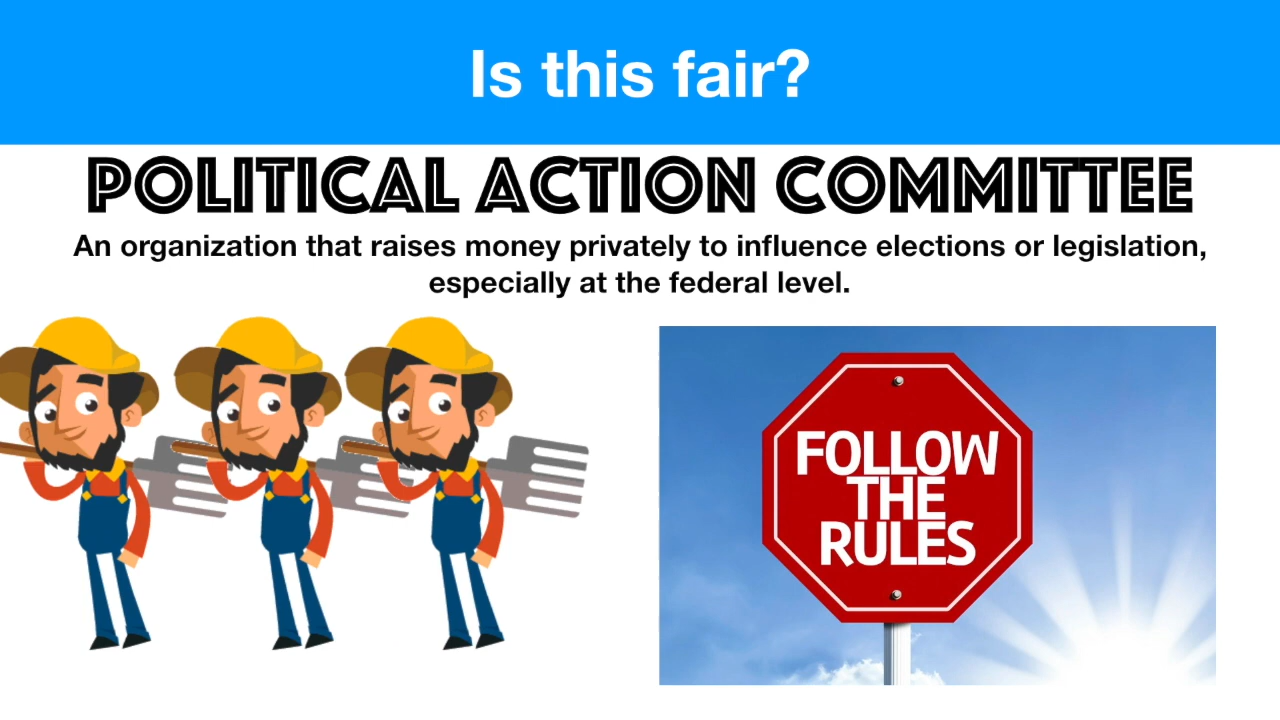 Is this fair?
POLITICAL ACTION COMMITTEE
An organization that raises money privately to influence elections or legislation,
especially at the federal level.
FOLLOW
THE
RULES